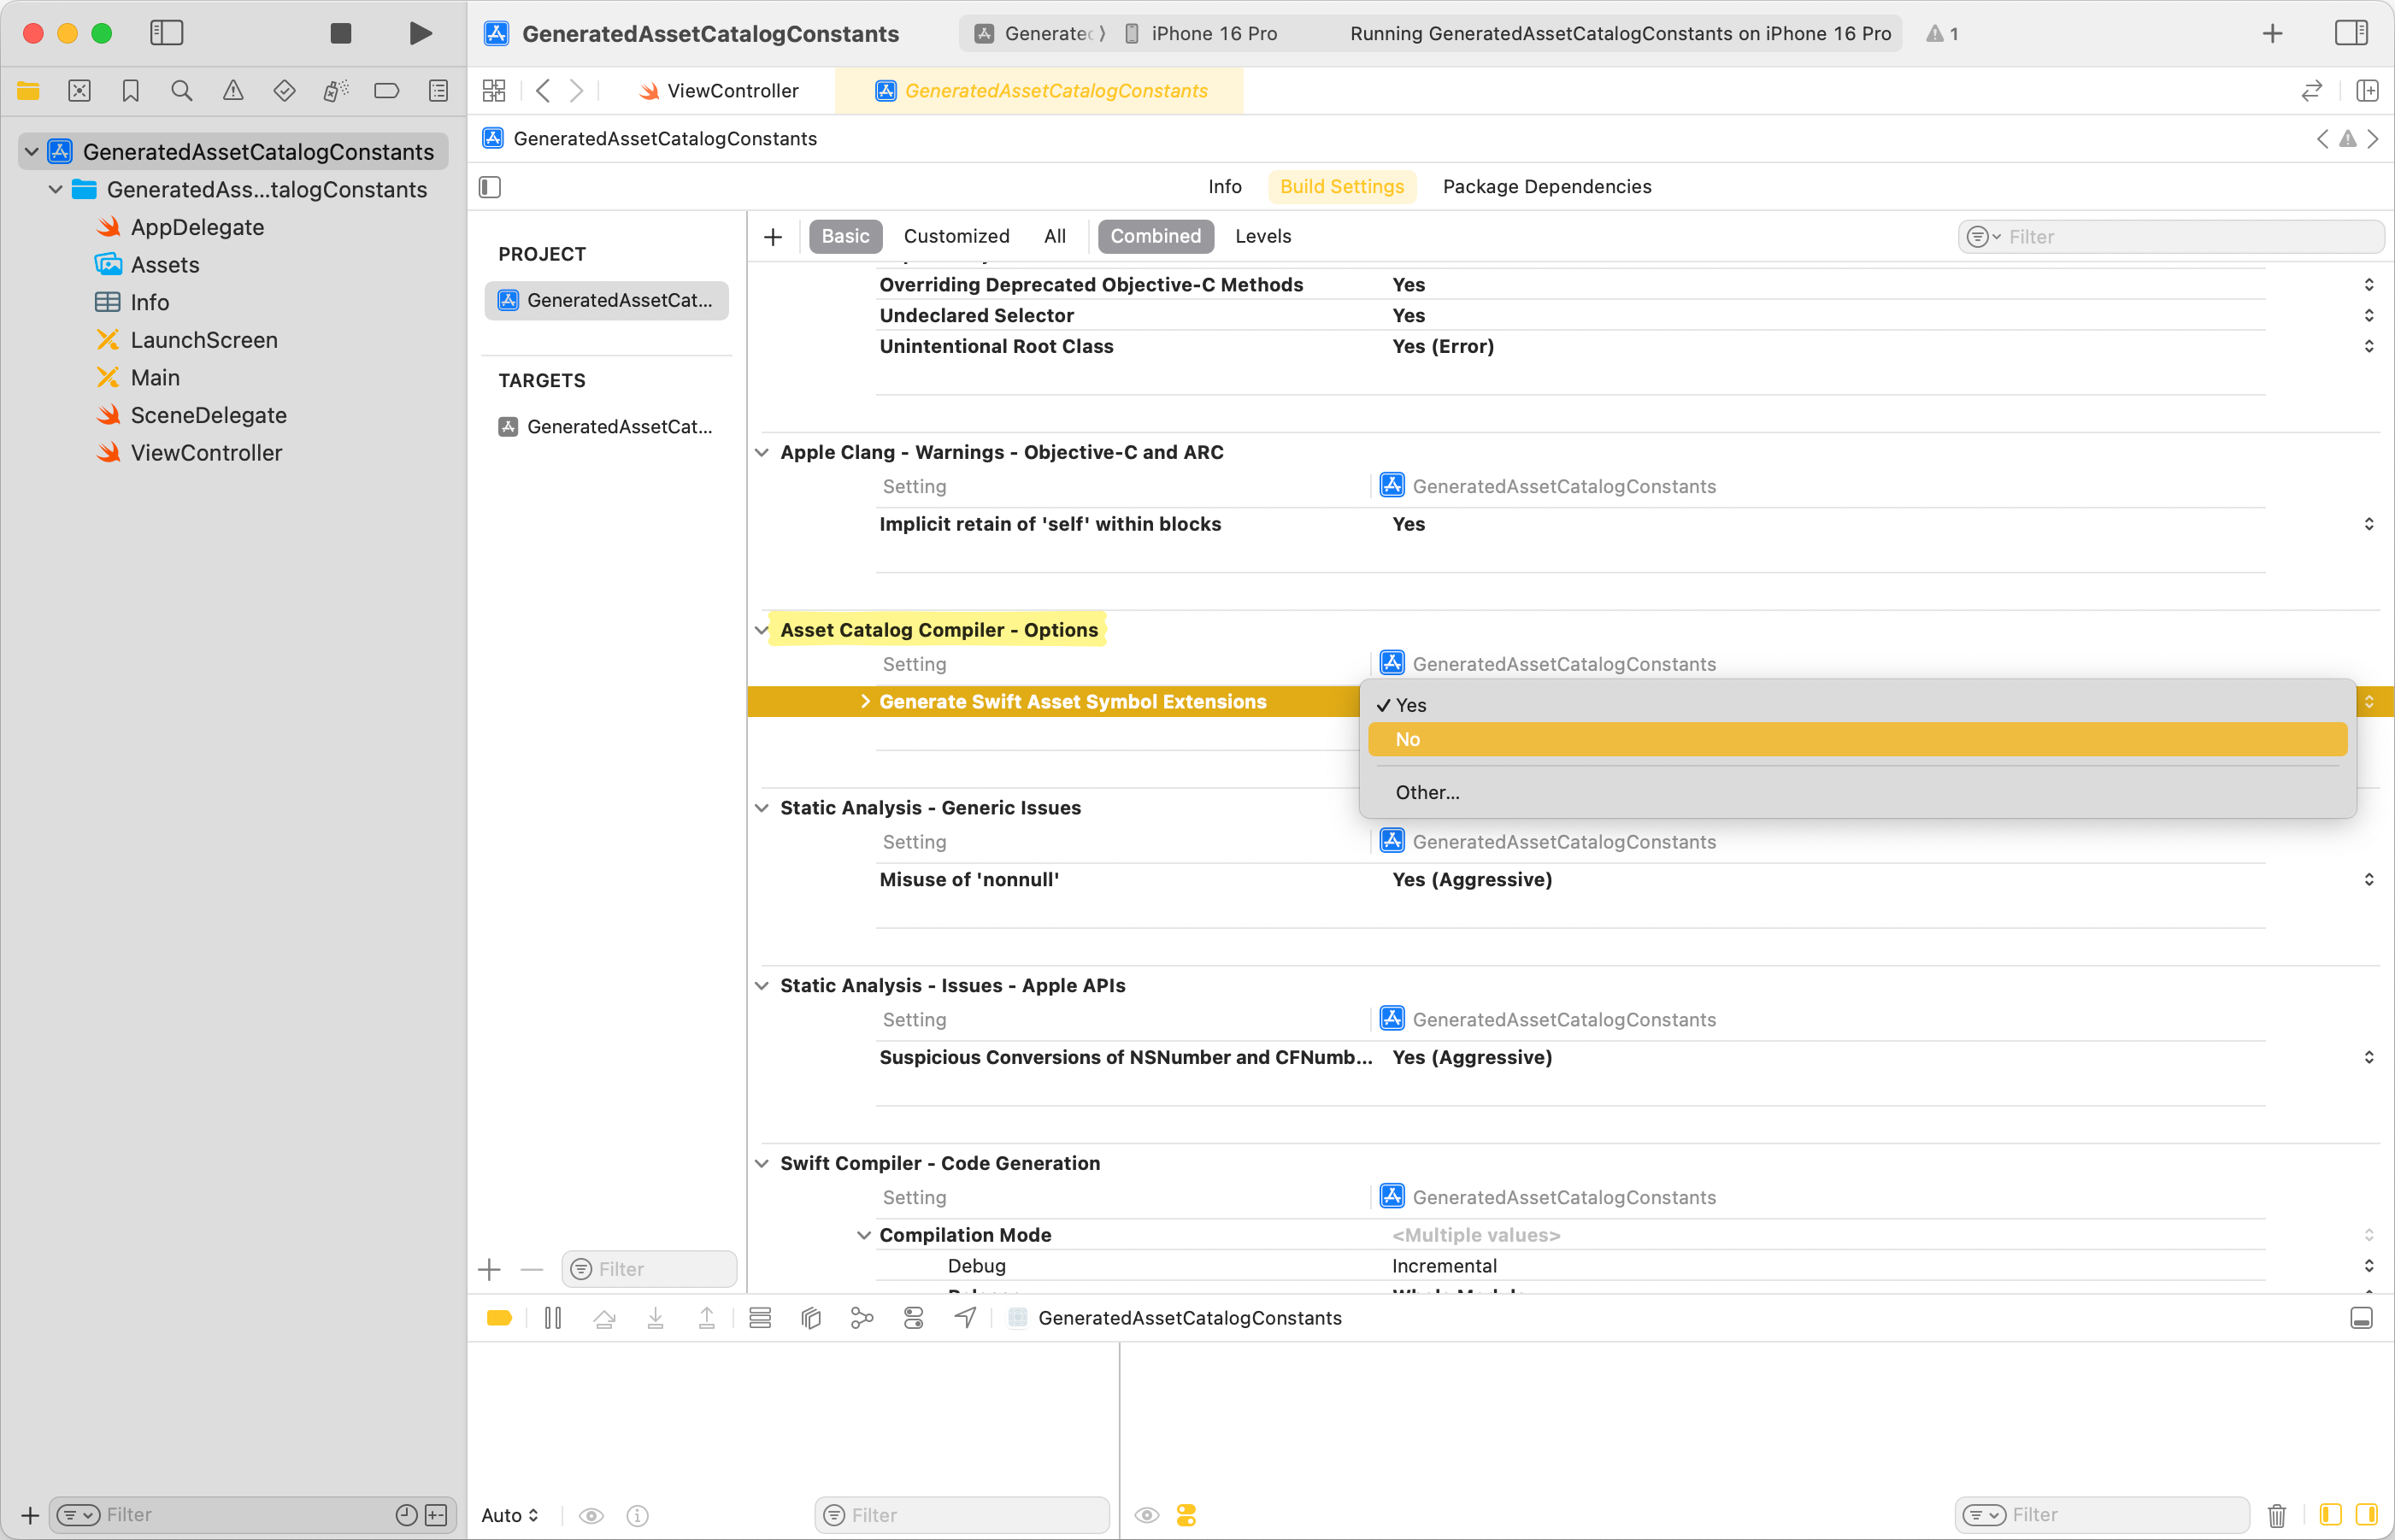 GeneratedAssetCatalogConstants
iPhone 16 Pro
Running GeneratedAssetCatalogConstants on iPhone 16 Pro
1
ViewController
GeneratedAssetCatalogConstants
GeneratedAssetCatalogConstants
Info
Build Settings
Package Dependencies
GeneratedAssetCatalogConstants
GeneratedAss...talogConstants
AppDelegate
Assets
Info
LaunchScreen
Main
SceneDelegate
ViewController
Filter
PROJECT
GeneratedAssetCat...
TARGETS
GeneratedAssetCat...
Filter
Basic
Customized
All
Combined
Levels
Filter
Overriding Deprecated Objective-C Methods Yes
Undeclared Selector Yes
Unintentional Root Class Yes (Error)
Apple Clang - Warnings - Objective-C and ARC
Setting GeneratedAssetCatalogConstants
Implicit retain of 'self' within blocks Yes
Asset Catalog Compiler - Options
Setting GeneratedAssetCatalogConstants
Generate Swift Asset Symbol Extensions
✓ Yes
No
Other...
Static Analysis - Generic Issues
Setting GeneratedAssetCatalogConstants
Misuse of 'nonnull' Yes (Aggressive)
Static Analysis - Issues - Apple APIs
Setting GeneratedAssetCatalogConstants
Suspicious Conversions of NSNumber and CFNumb... Yes (Aggressive)
Swift Compiler - Code Generation
Setting GeneratedAssetCatalogConstants
Compilation Mode <Multiple values>
Debug Incremental
GeneratedAssetCatalogConstants
Auto
Filter
Filter